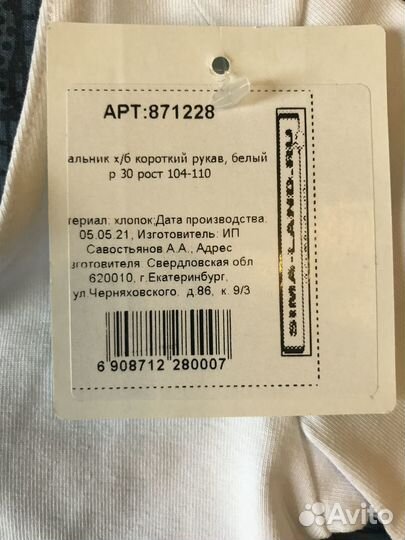 АРТ:871228
альник х/б короткий рукав, белый
р 30 рост 104-110
териал: хлопок;Дата производства.
05.05.21, Изготовитель: ИП
Савостьянов А.А., Адрес
зготовителя Свердловская обл
620010, г.Екатеринбург,
ул.Черняховского, д.86, к. 9/3
6 908712 280007
SIMA-LAND.RU
Avito